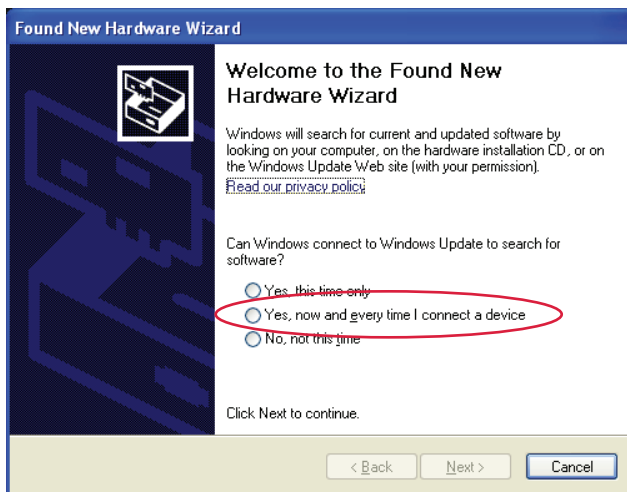 Found New Hardware Wizard
Welcome to the Found New
Hardware Wizard
Windows will search for current and updated software by
looking on your computer, on the hardware installation CD, or on
the Windows Update Web site (with your permission).
Read our privacy policy
Can Windows connect to Windows Update to search for
software?
Yes, this time only
Yes, now and every time I connect a device
No, not this time
Click Next to continue.
< Back
Next >
Cancel